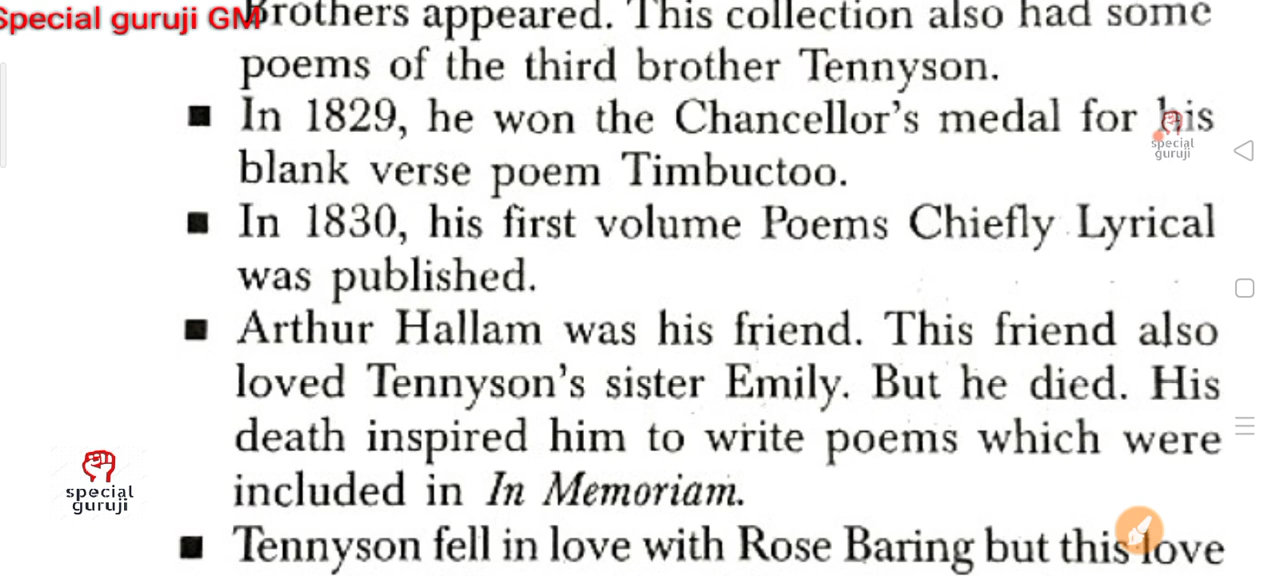 Special guruji GM
Brothers appeared. This collection also had some
poems of the third brother Tennyson.
■ In 1829, he won the Chancellor's medal for his
blank verse poem Timbuctoo.
special
guruji
■ In 1830, his first volume Poems Chiefly Lyrical
was published.
■ Arthur Hallam was his friend. This friend also
loved Tennyson's sister Emily. But he died. His
death inspired him to write poems which were
included in In Memoriam.
special
guruji
■ Tennyson fell in love with Rose Baring but this love